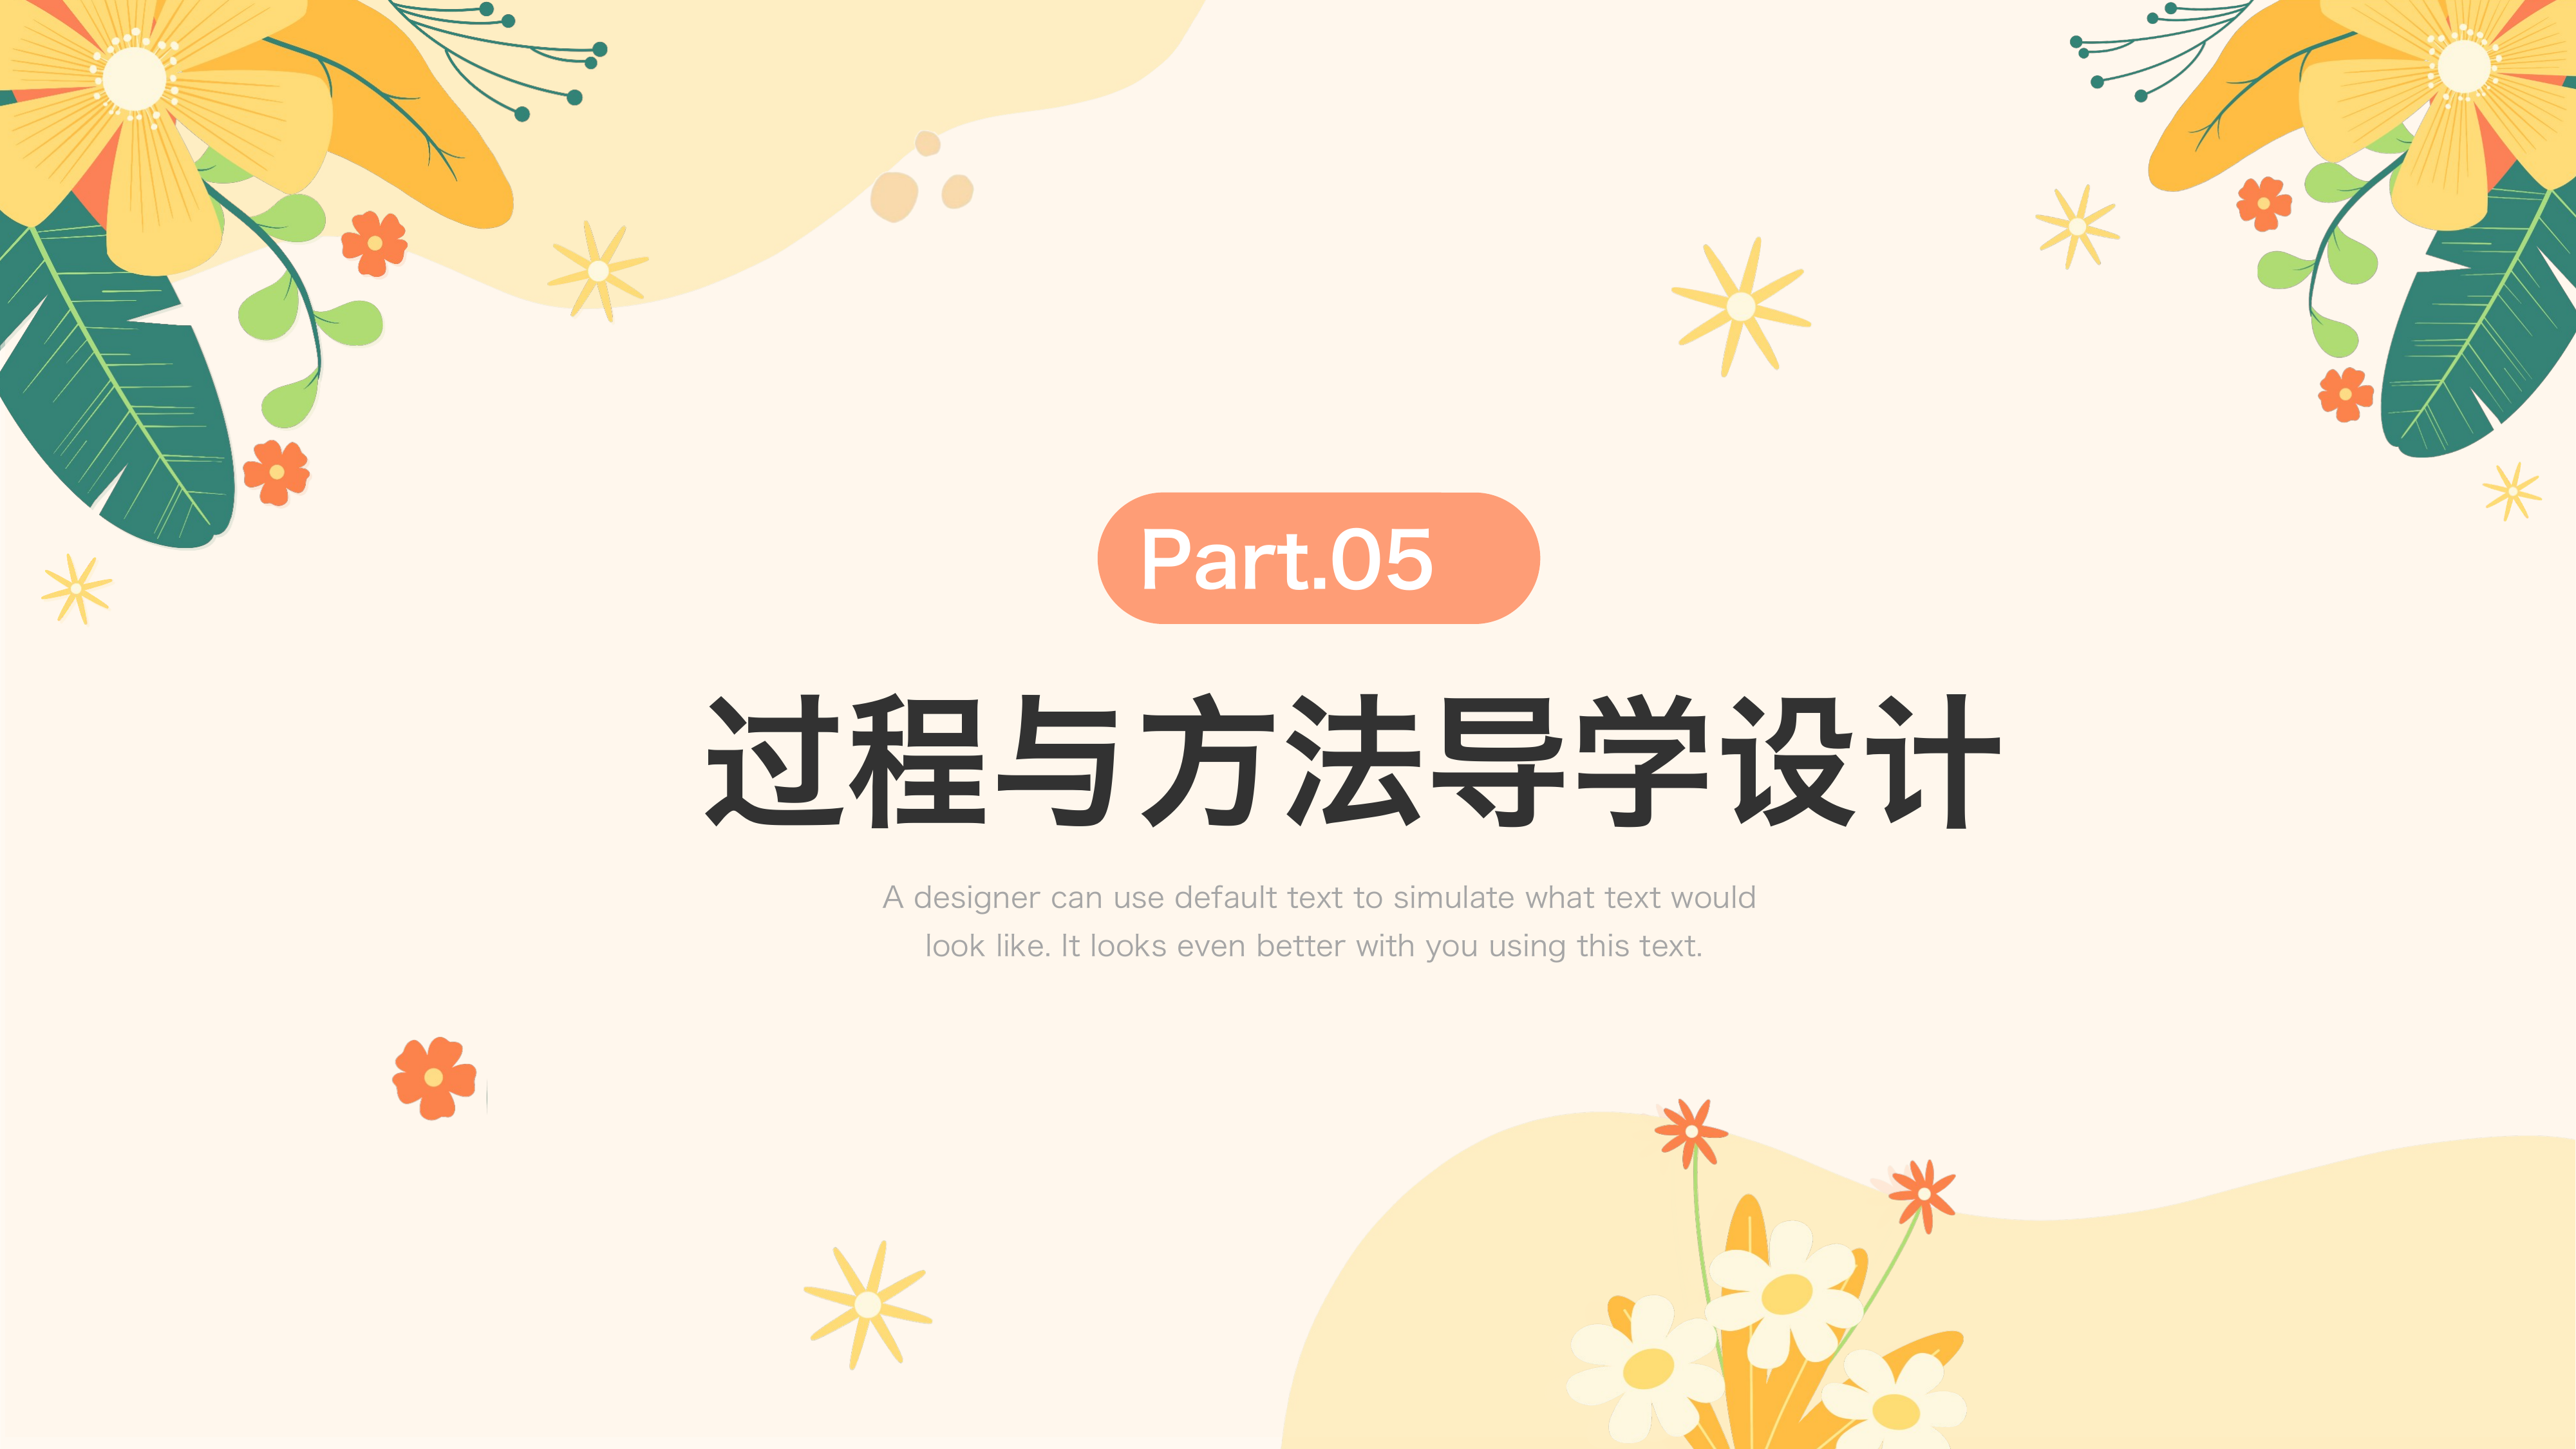 Part.05
过程与方法导学设计
A designer can use default text to simulate what text would
look like. It looks even better with you using this text.